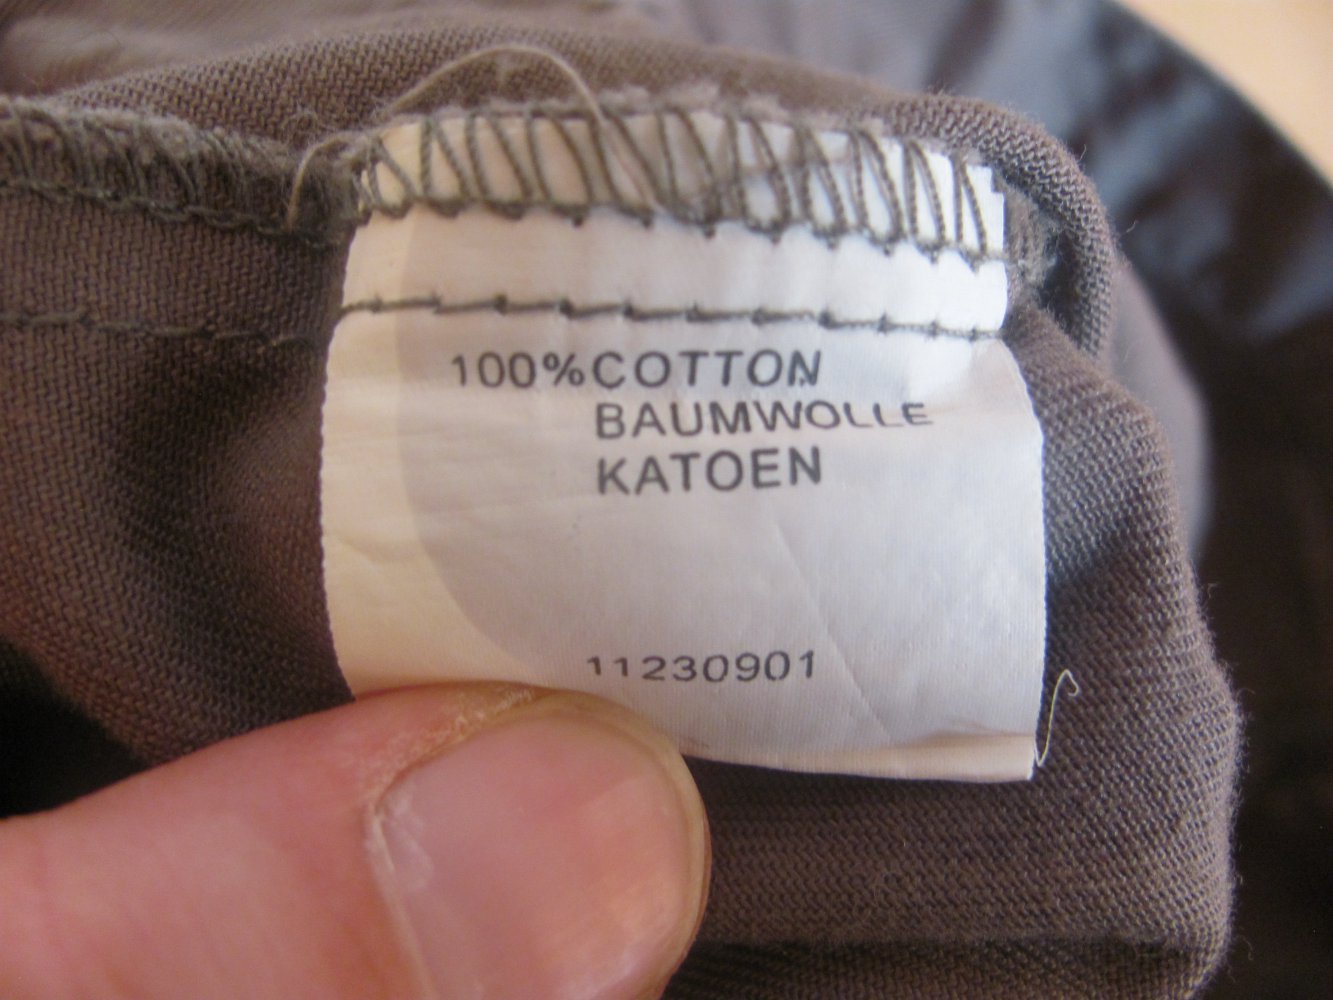 100% COTTON
BAUMWOLLE
KATOEN
11230901